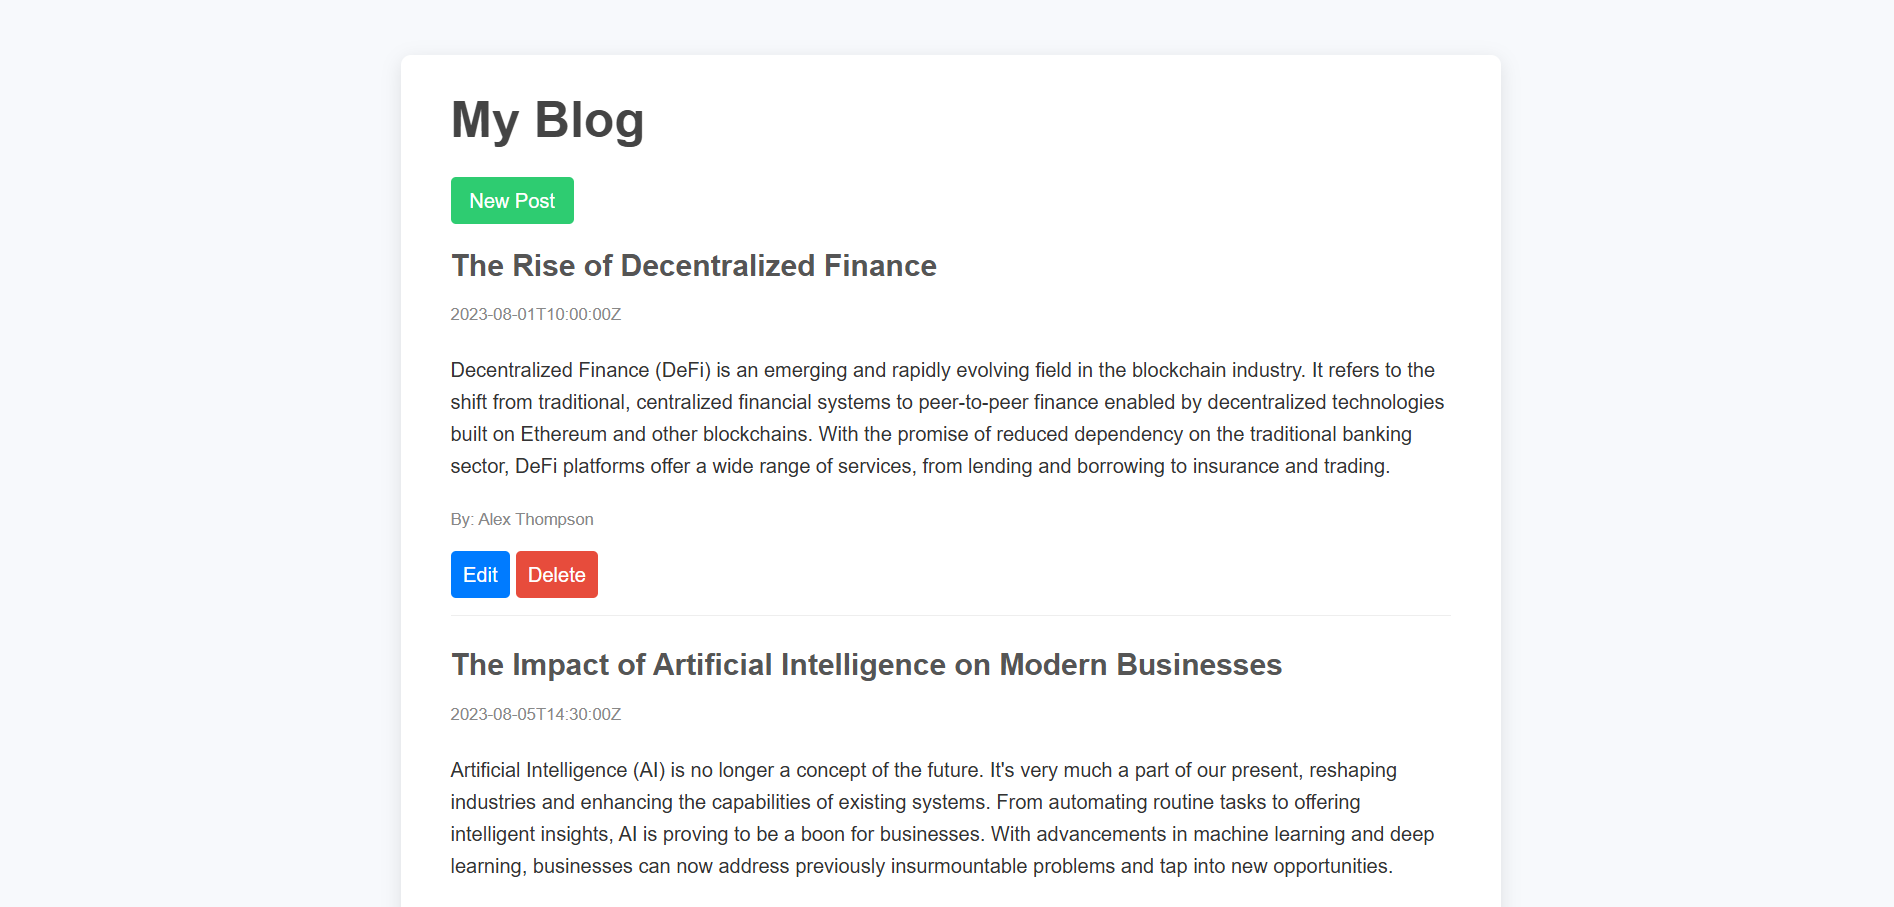 My Blog
New Post
The Rise of Decentralized Finance
2023-08-01T10:00:00Z
Decentralized Finance (DeFi) is an emerging and rapidly evolving field in the blockchain industry. It refers to the
shift from traditional, centralized financial systems to peer-to-peer finance enabled by decentralized technologies
built on Ethereum and other blockchains. With the promise of reduced dependency on the traditional banking
sector, DeFi platforms offer a wide range of services, from lending and borrowing to insurance and trading.
By: Alex Thompson
Edit Delete
The Impact of Artificial Intelligence on Modern Businesses
2023-08-05T14:30:00Z
Artificial Intelligence (AI) is no longer a concept of the future. It's very much a part of our present, reshaping
industries and enhancing the capabilities of existing systems. From automating routine tasks to offering
intelligent insights, AI is proving to be a boon for businesses. With advancements in machine learning and deep
learning, businesses can now address previously insurmountable problems and tap into new opportunities.